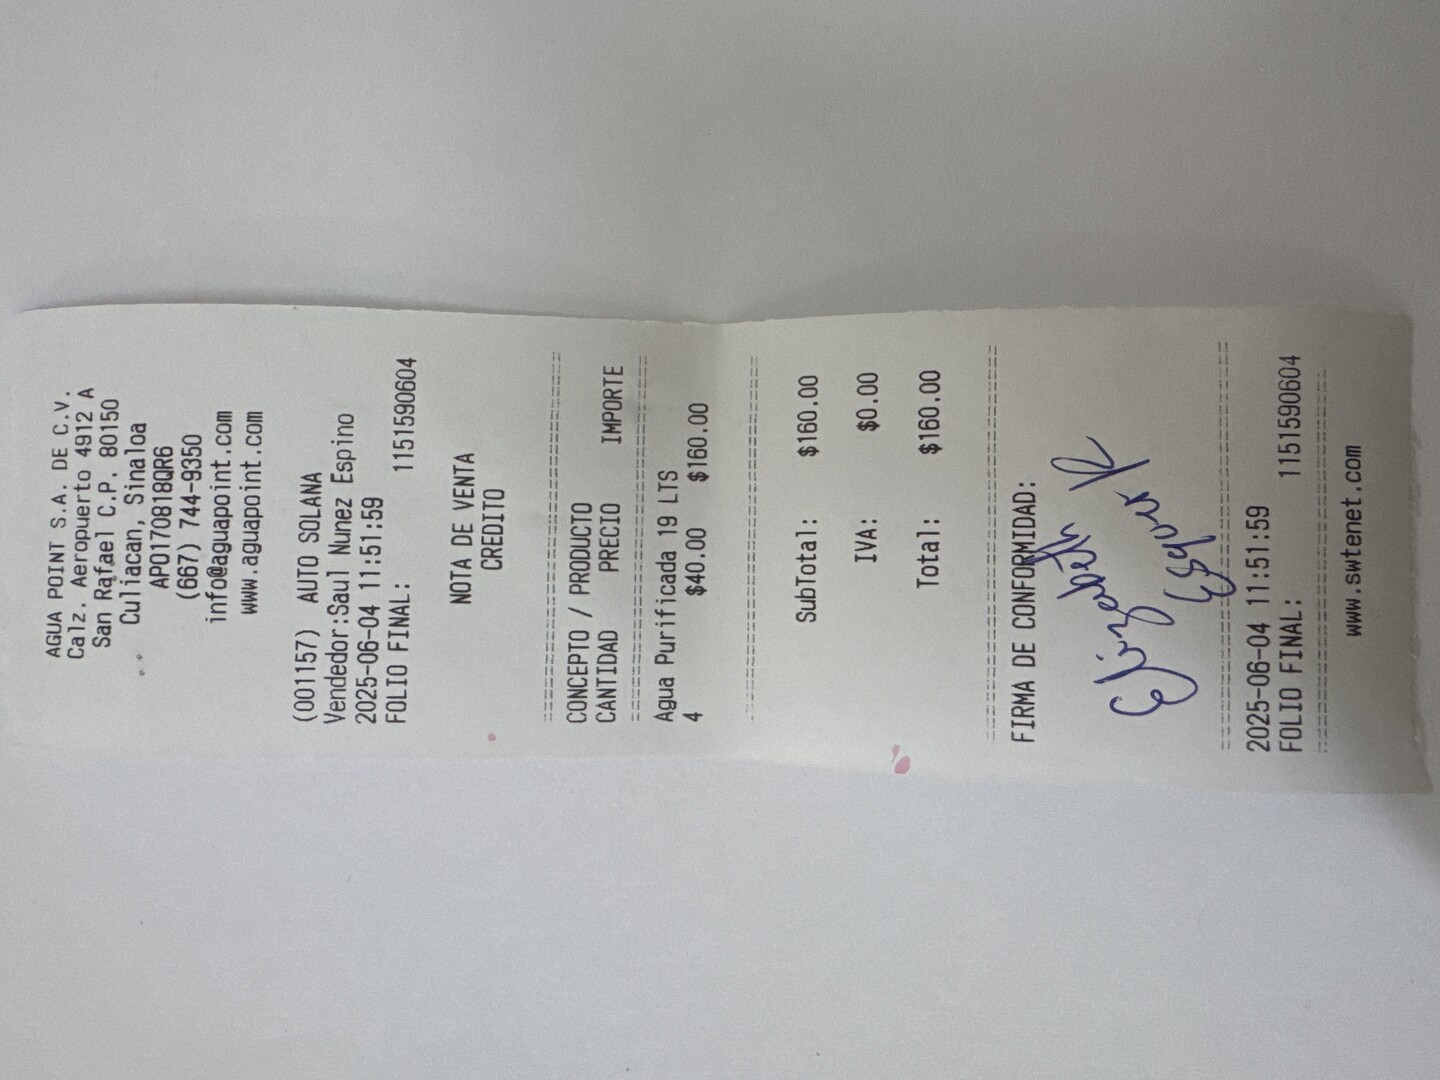 AGUA POINT S.A. DE C.V.
Calz. Aeropuerto 4912 A
San Rafael C.P. 80150
Culiacan, Sinaloa
APO170818QR6
(667) 744-9350
info@aguapoint.com
www.aguapoint.com
(001157) AUTO SOLANA
Vendedor:Saul Nunez Espino
2025-06-04 11:51:59
FOLIO FINAL: 1151590604
NOTA DE VENTA
CREDITO
CONCEPTO / PRODUCTO
CANTIDAD PRECIO IMPORTE
Agua Purificada 19 LTS
4 $40.00 $160.00
SubTotal: $160.00
IVA: $0.00
Total: $160.00
FIRMA DE CONFORMIDAD:
Elizabeth
Esquer R
2025-06-04 11:51:59
FOLIO FINAL: 1151590604
www.swtenet.com